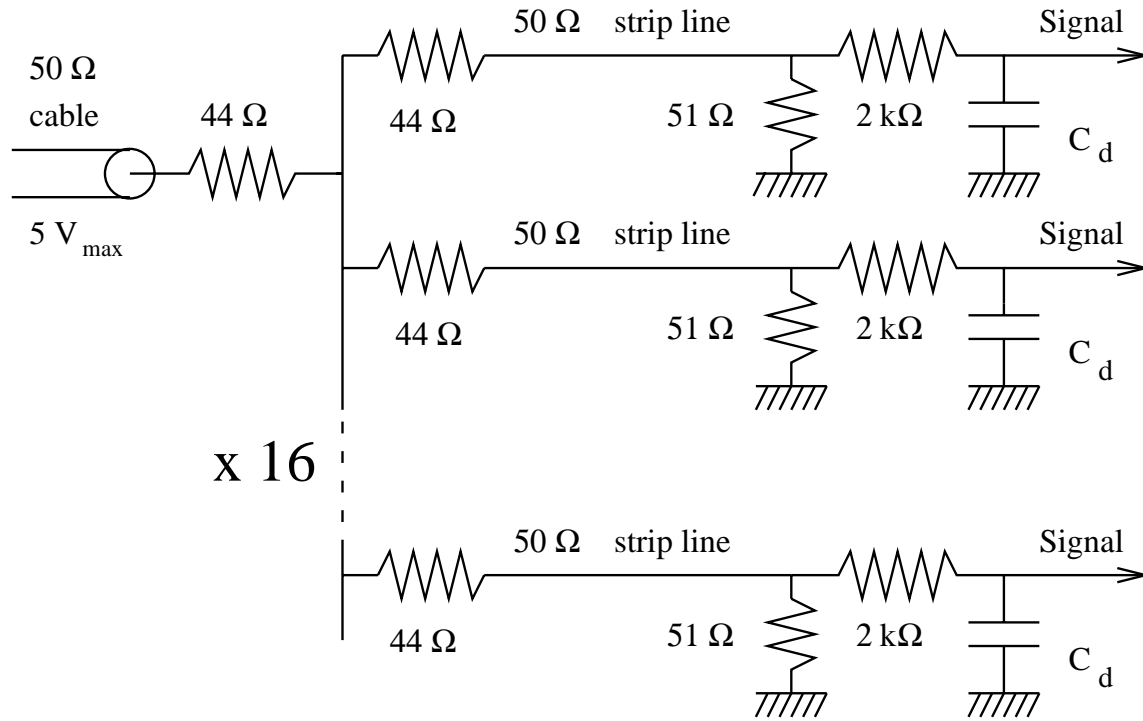 50 Ω strip line
Signal
50 Ω
cable
44 Ω
44 Ω
51 Ω
2 kΩ
C d
5 V max
50 Ω strip line
Signal
44 Ω
51 Ω
2 kΩ
C d
x 16
50 Ω strip line
Signal
44 Ω
51 Ω
2 kΩ
C d